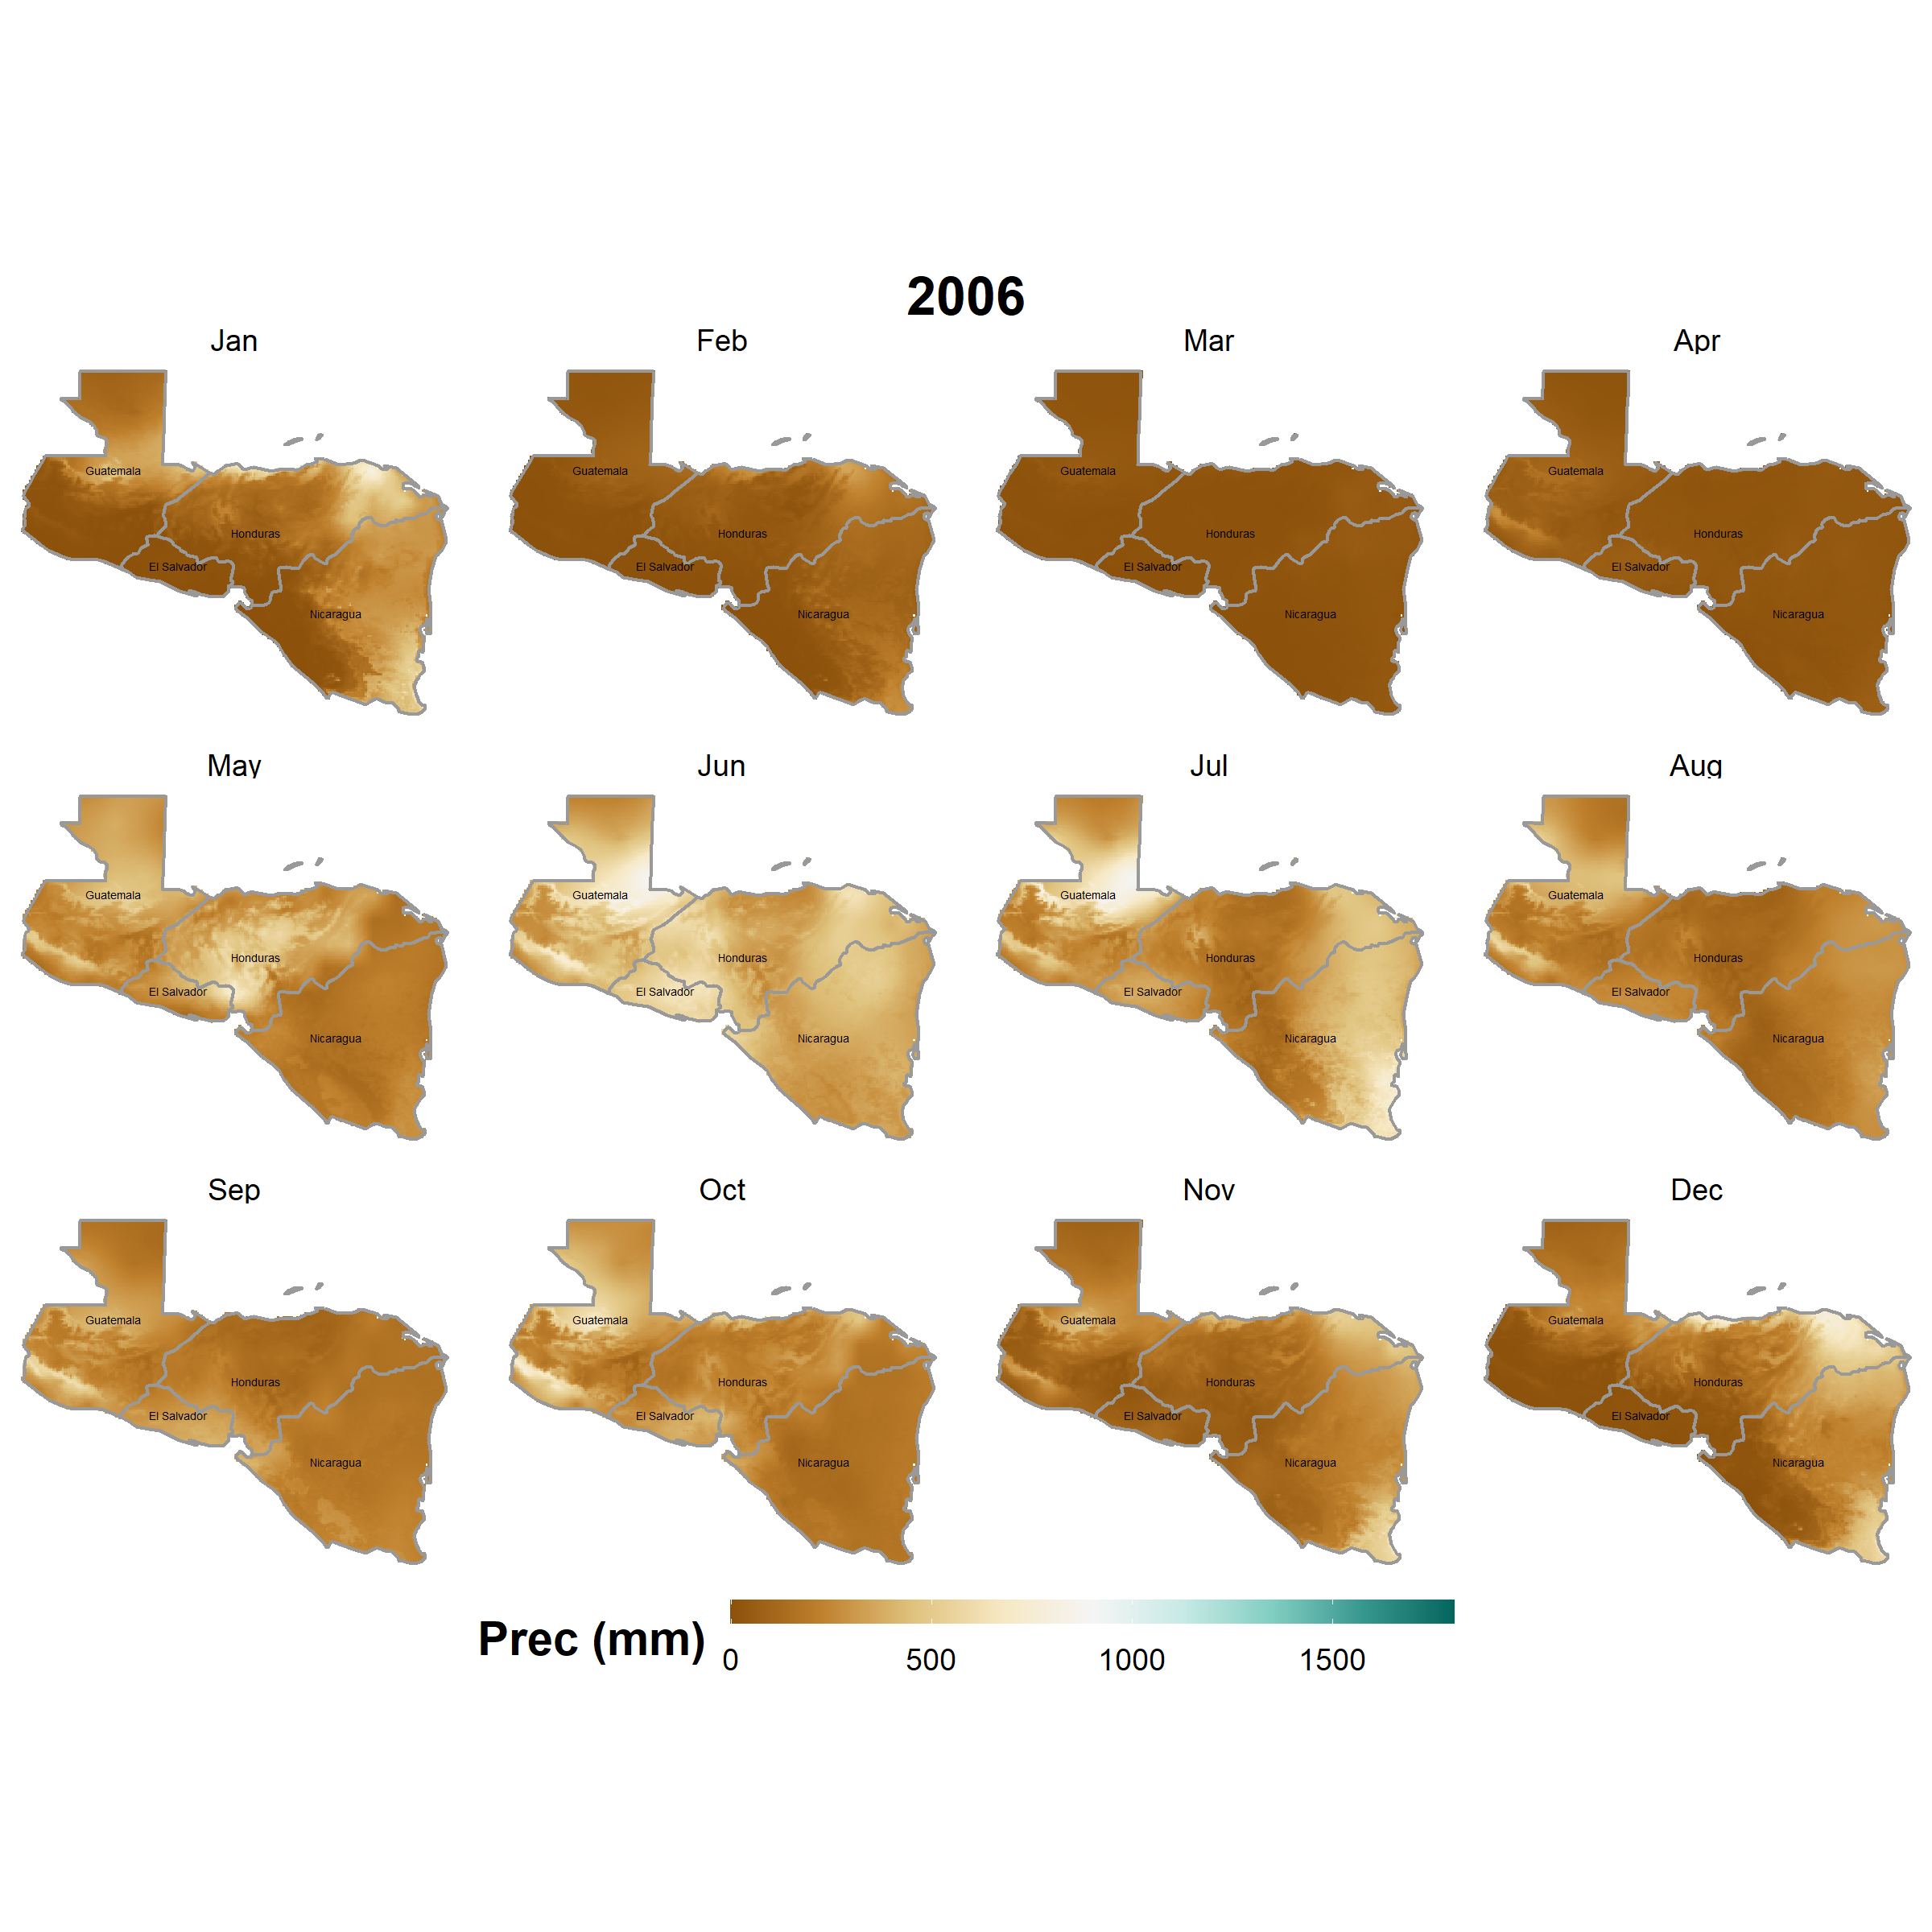 2006
Jan Feb Mar Apr
Guatemala Guatemala Guatemala Guatemala
Honduras Honduras Honduras Honduras
El Salvador El Salvador El Salvador El Salvador
Nicaragua Nicaragua Nicaragua Nicaragua
May Jun Jul Aug
Guatemala Guatemala Guatemala Guatemala
Honduras Honduras Honduras Honduras
El Salvador El Salvador El Salvador El Salvador
Nicaragua Nicaragua Nicaragua Nicaragua
Sep Oct Nov Dec
Guatemala Guatemala Guatemala Guatemala
Honduras Honduras Honduras Honduras
El Salvador El Salvador El Salvador El Salvador
Nicaragua Nicaragua Nicaragua Nicaragua
Prec (mm)
0 500 1000 1500